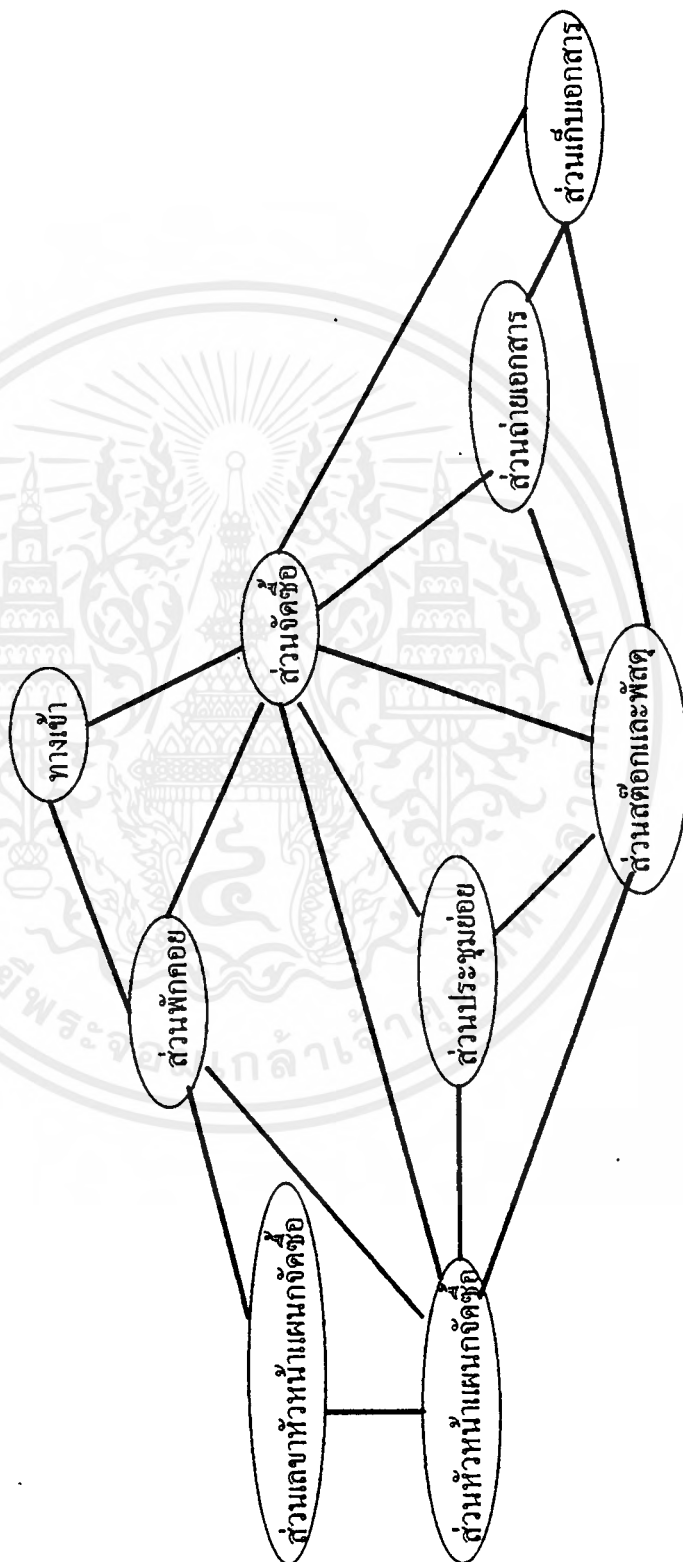 ทางเข้า
ส่วนพักคอย
ส่วนจัดซื้อ
ส่วนเลขาหัวหน้าแผนกจัดซื้อ
ส่วนหัวหน้าแผนกจัดซื้อ
ส่วนประชุมย่อย
ส่วนถ่ายเอกสาร
ส่วนเก็บเอกสาร
ส่วนสต๊อกและพัสดุ